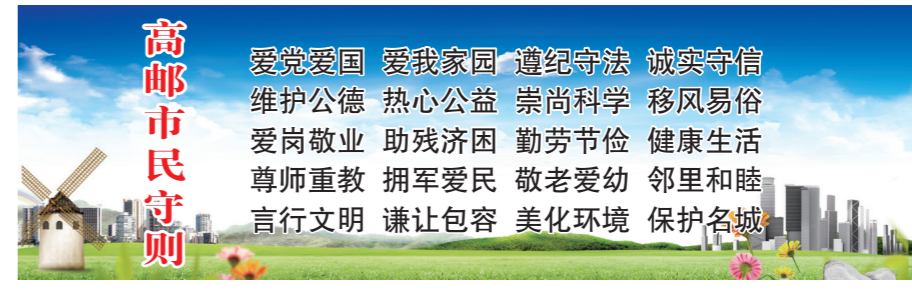 高邮市民守则
爱党爱国 爱我家园 遵纪守法 诚实守信
维护公德 热心公益 崇尚科学 移风易俗
爱岗敬业 助残济困 勤劳节俭 健康生活
尊师重教 拥军爱民 敬老爱幼 邻里和睦
言行文明 谦让包容 美化环境 保护名城